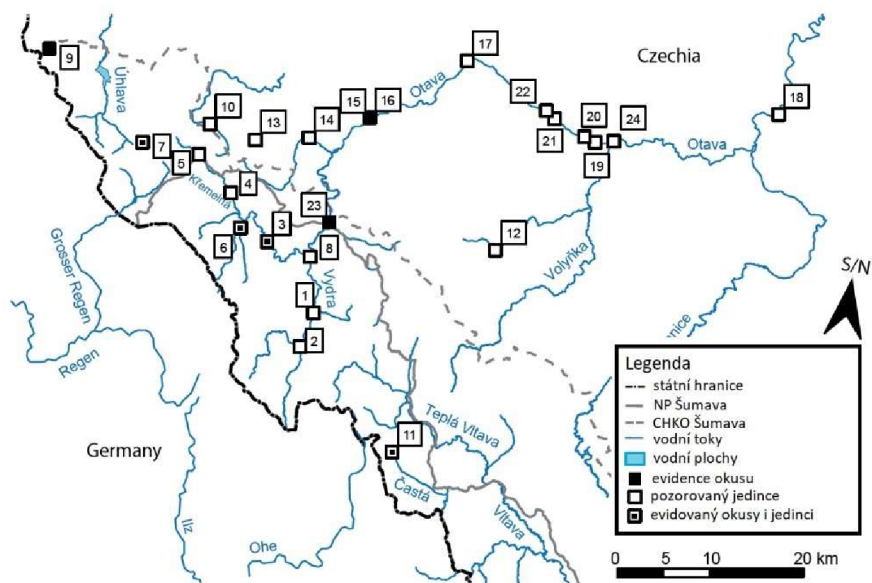 17
Czechia
9
Úhlava
10
13
14
15
16
Otava
22
21
20
24
18
Otava
19
5
7
4
Křemelná
23
3
6
8
12
Volyňka
Grosser Regen
Vydra
1
2
Regen
S/N
nice
Legenda
státní hranice
NP Šumava
CHKO Šumava
vodní toky
vodní plochy
evidence okusu
pozorovaný jedince
evidovaný okusy i jedinci
Germany
Teplá Vltava
11
Častá
Vltava
Ilz
Ohe
0 5 10 20 km